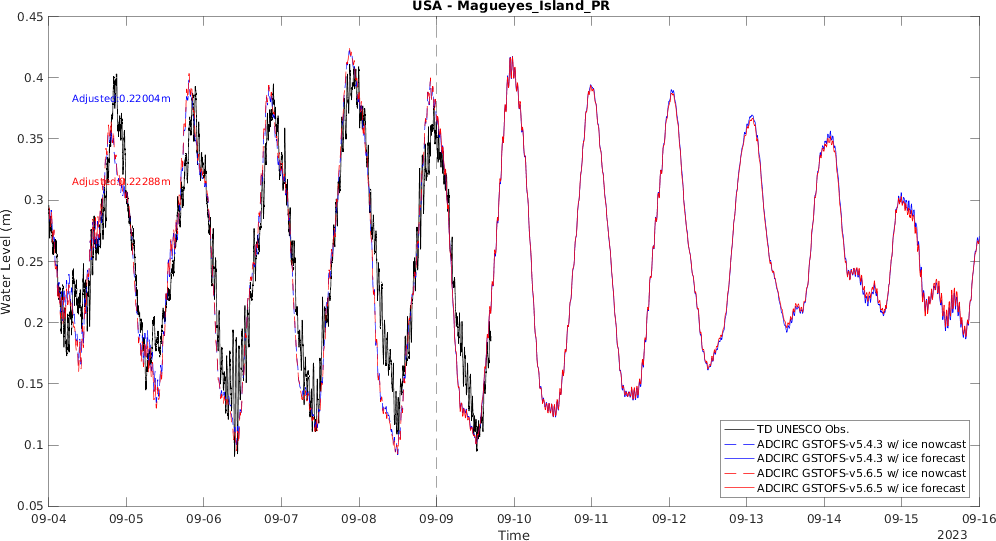 USA - Magueyes_Island_PR
0.45
0.4
0.35
0.3
0.25
0.2
0.15
0.1
0.05
Water Level (m)
Adjusted:0.22004m
Adjusted:0.22288m
TD UNESCO Obs.
ADCIRC GSTOFS-v5.4.3 w/ ice nowcast
ADCIRC GSTOFS-v5.4.3 w/ ice forecast
ADCIRC GSTOFS-v5.6.5 w/ ice nowcast
ADCIRC GSTOFS-v5.6.5 w/ ice forecast
09-04 09-05 09-06 09-07 09-08 09-09 09-10 09-11 09-12 09-13 09-14 09-15 09-16
Time
2023